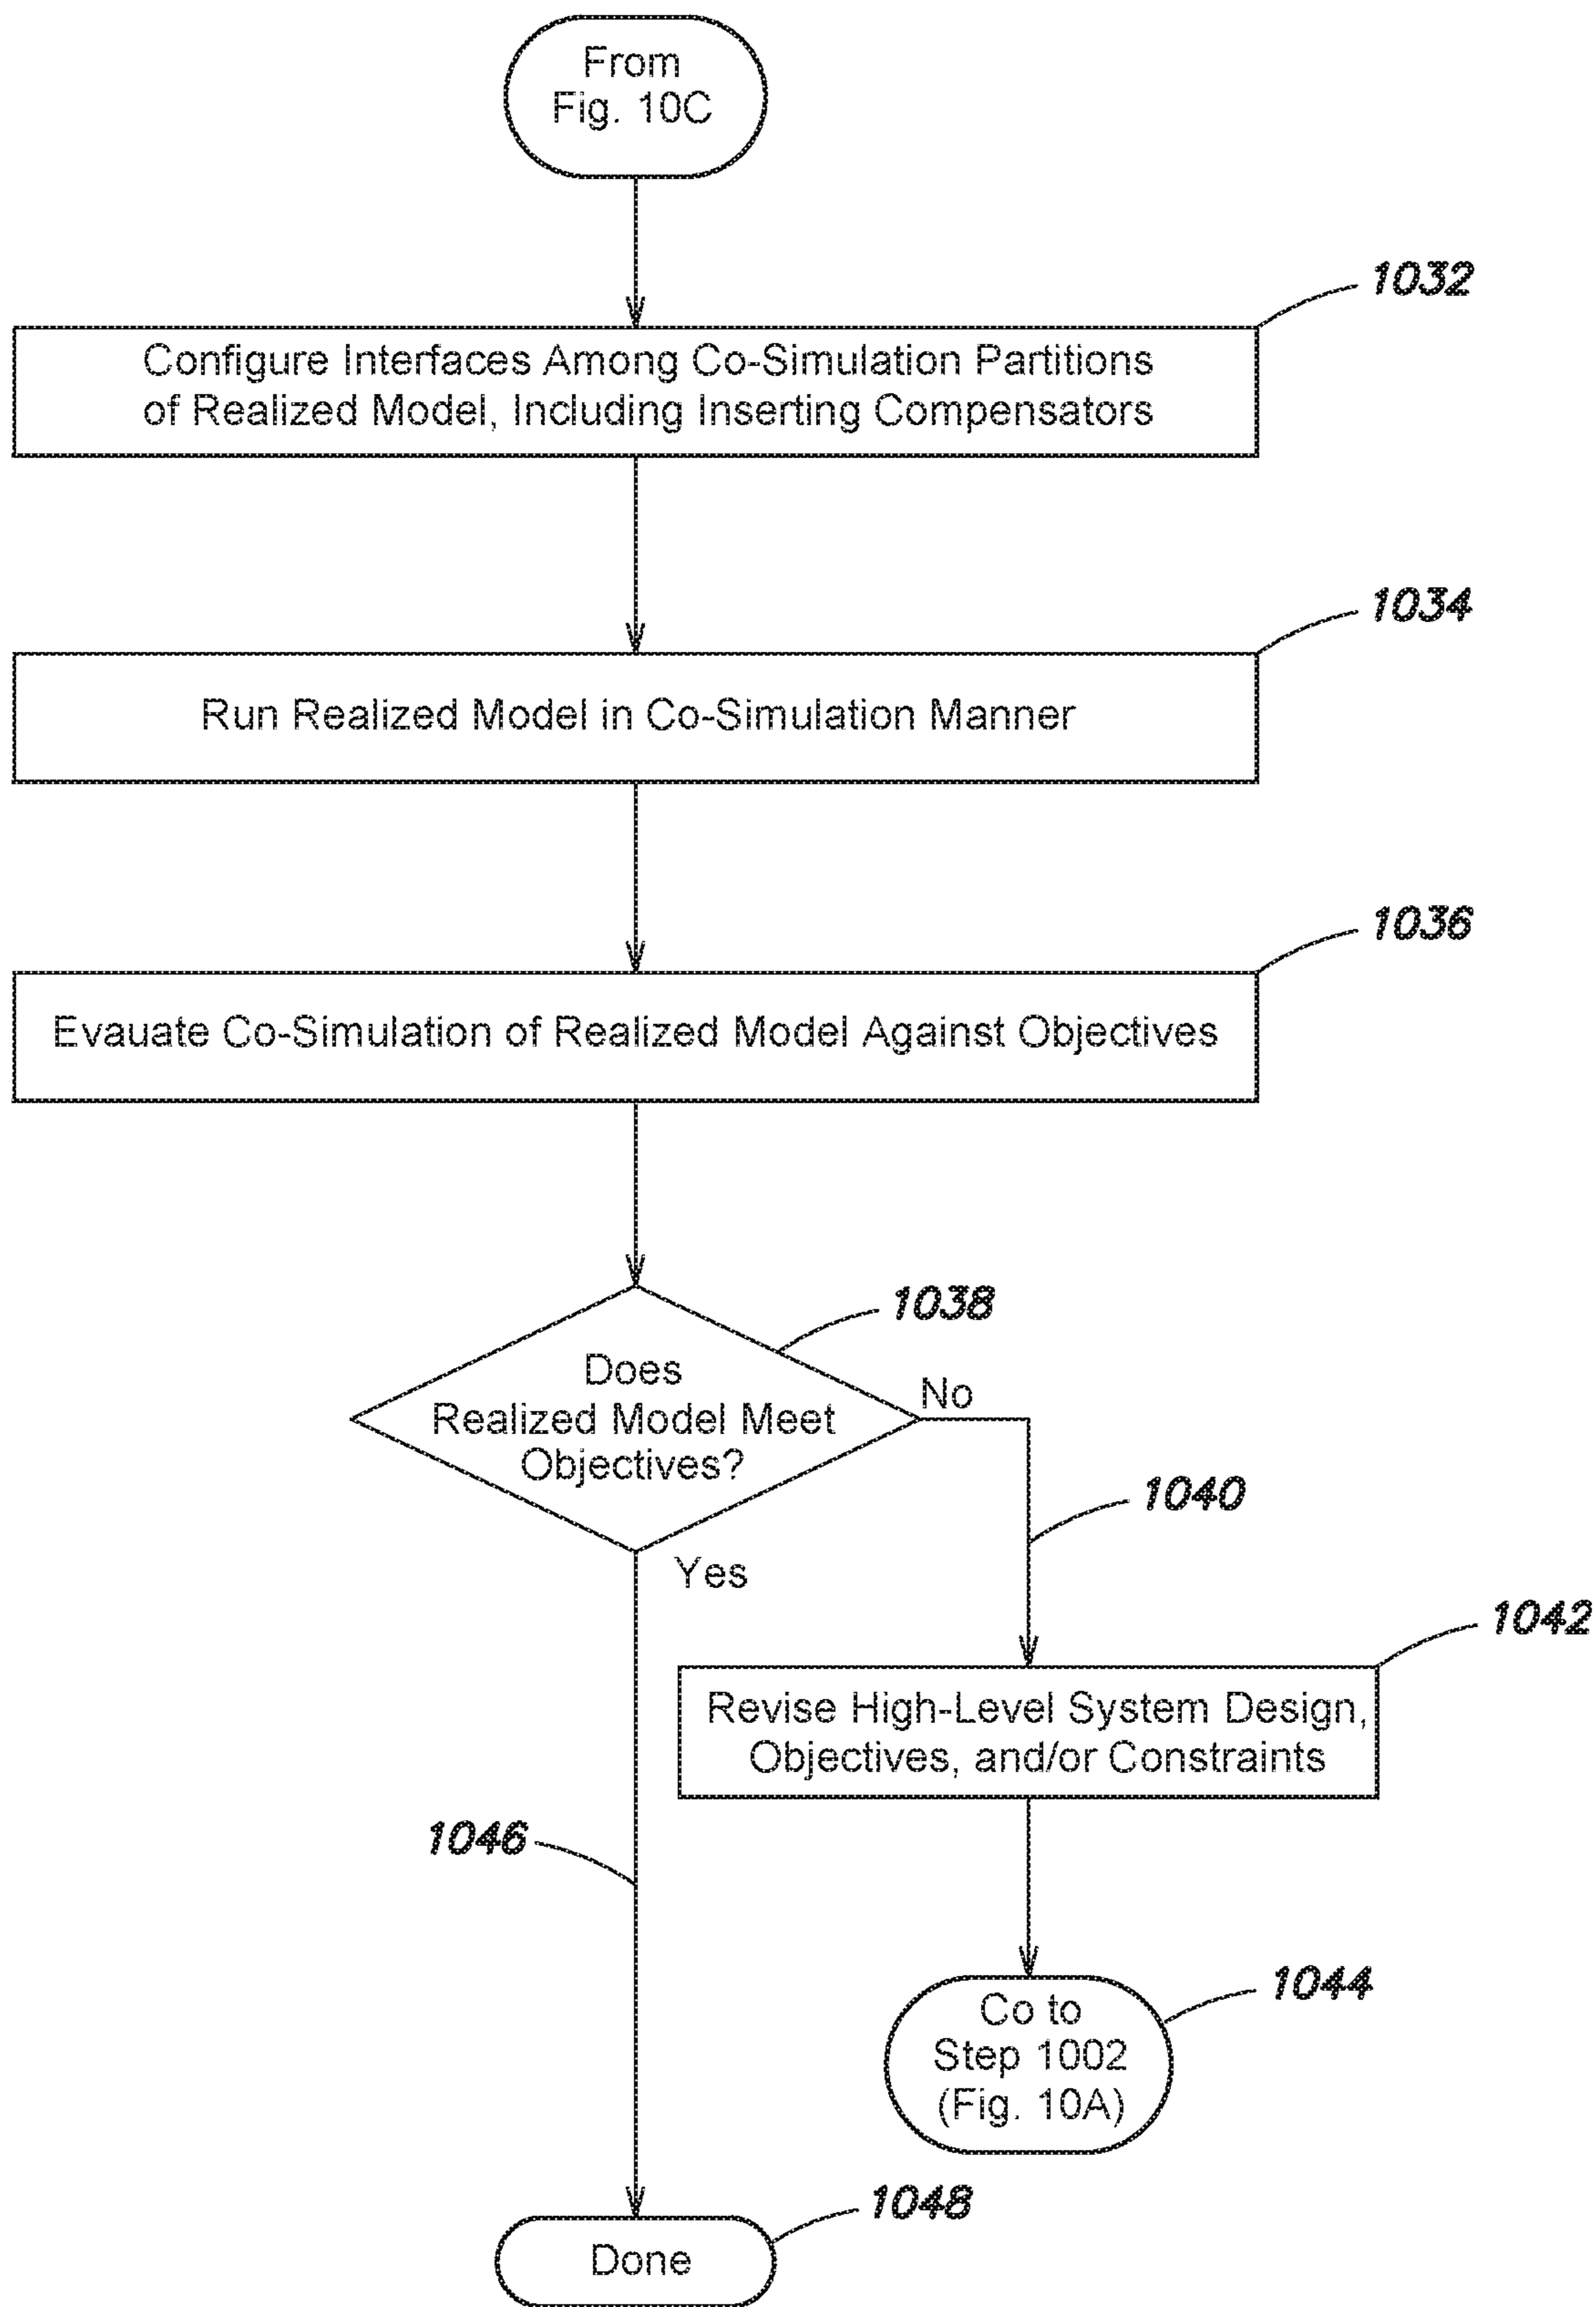 From
Fig. 10C
1032
Configure Interfaces Among Co-Simulation Partitions
of Realized Model, Including Inserting Compensators
1034
Run Realized Model in Co-Simulation Manner
1036
Evauate Co-Simulation of Realized Model Against Objectives
1038
Does
Realized Model Meet
Objectives?
No
1040
Yes
1042
Revise High-Level System Design,
Objectives, and/or Constraints
1046
1044
Co to
Step 1002
(Fig. 10A)
1048
Done